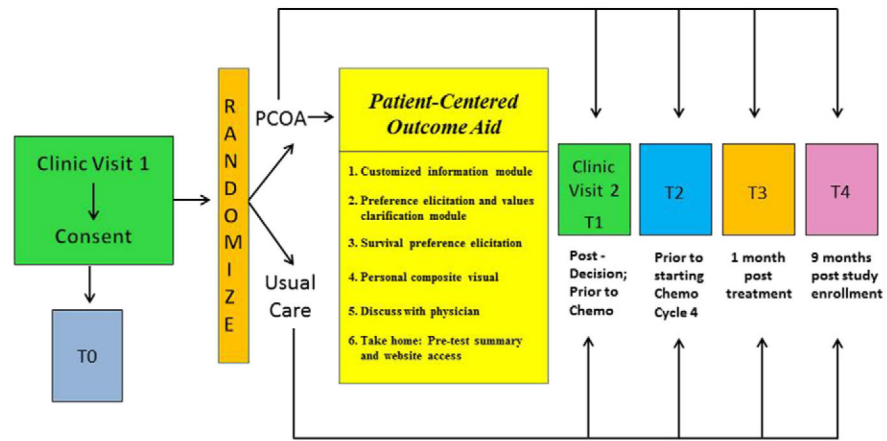 Clinic Visit 1
Consent
T0
RANDOMIZE
PCOA
Usual
Care
Patient-Centered
Outcome Aid
1. Customized information module
2. Preference elicitation and values
clarification module
3. Survival preference elicitation
4. Personal composite visual
5. Discuss with physician
6. Take home: Pre-test summary
and website access
Clinic
Visit 2
T1
Post -
Decision;
Prior to
Chemo
T2
Prior to
starting
Chemo
Cycle 4
T3
1 month
post
treatment
T4
9 months
post study
enrollment